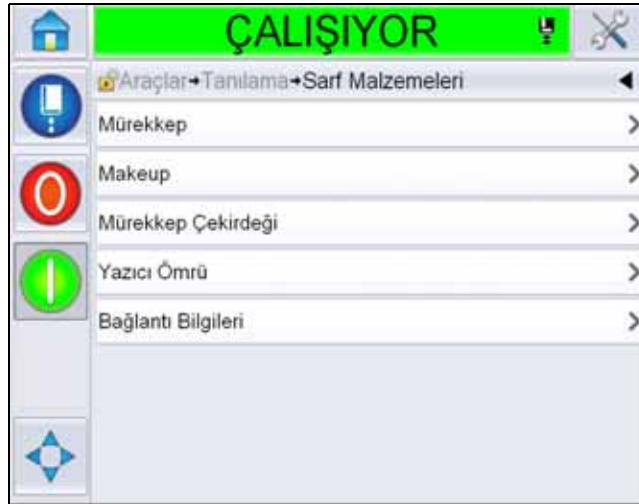 ÇALIŞIYOR
Araçlar→Tanılama→Sarf Malzemeleri
Mürekkep
Makeup
Mürekkep Çekirdeği
Yazıcı Ömrü
Bağlantı Bilgileri